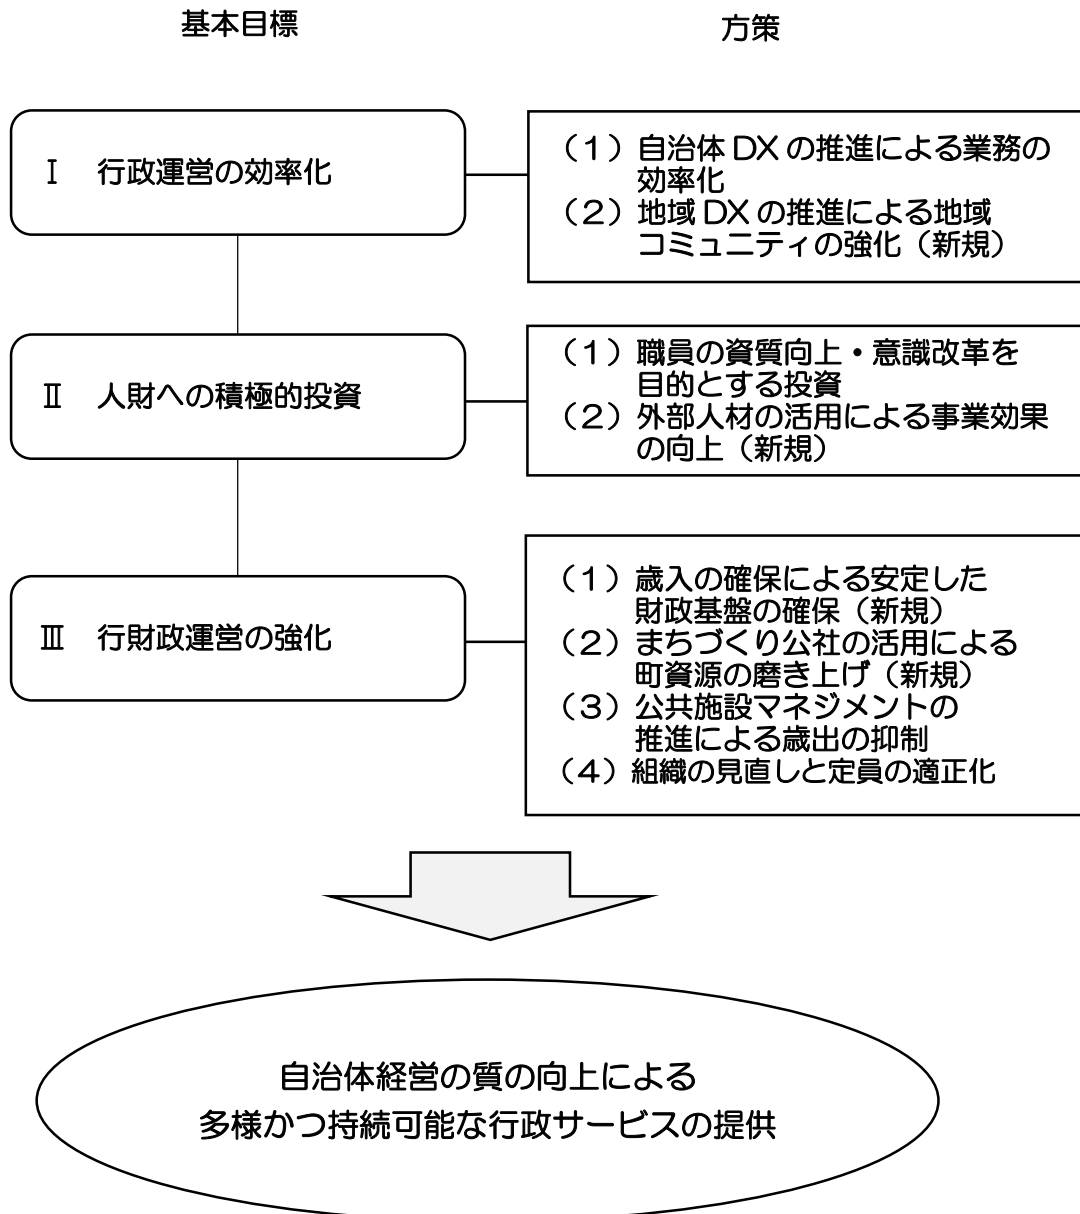 基本目標
方策
Ⅰ 行政運営の効率化
（１）自治体 DX の推進による業務の
効率化
（２）地域 DX の推進による地域
コミュニティの強化（新規）
Ⅱ 人財への積極的投資
（１）職員の資質向上・意識改革を
目的とする投資
（２）外部人材の活用による事業効果
の向上（新規）
Ⅲ 行財政運営の強化
（１）歳入の確保による安定した
財政基盤の確保（新規）
（２）まちづくり公社の活用による
町資源の磨き上げ（新規）
（３）公共施設マネジメントの
推進による歳出の抑制
（４）組織の見直しと定員の適正化
自治体経営の質の向上による
多様かつ持続可能な行政サービスの提供